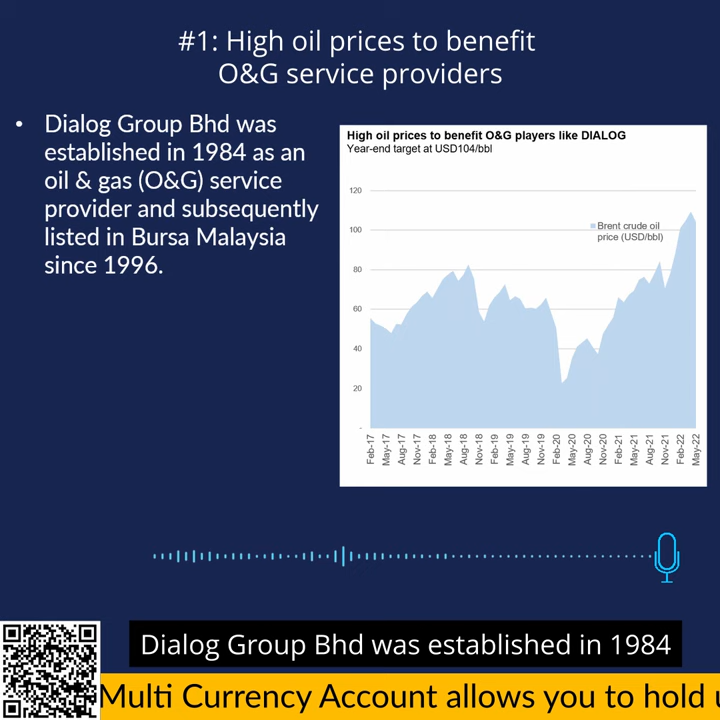 #1: High oil prices to benefit
O&G service providers
• Dialog Group Bhd was
established in 1984 as an
oil & gas (O&G) service
provider and subsequently
listed in Bursa Malaysia
since 1996.
High oil prices to benefit O&G players like DIALOG
Year-end target at USD104/bbl
120
100
80
60
40
20
-
Brent crude oil
price (USD/bbl)
Feb-17
May-17
Aug-17
Nov-17
Feb-18
May-18
Aug-18
Nov-18
Feb-19
May-19
Aug-19
Nov-19
Feb-20
May-20
Aug-20
Nov-20
Feb-21
May-21
Aug-21
Nov-21
Feb-22
May-22
Dialog Group Bhd was established in 1984
Multi Currency Account allows you to hold